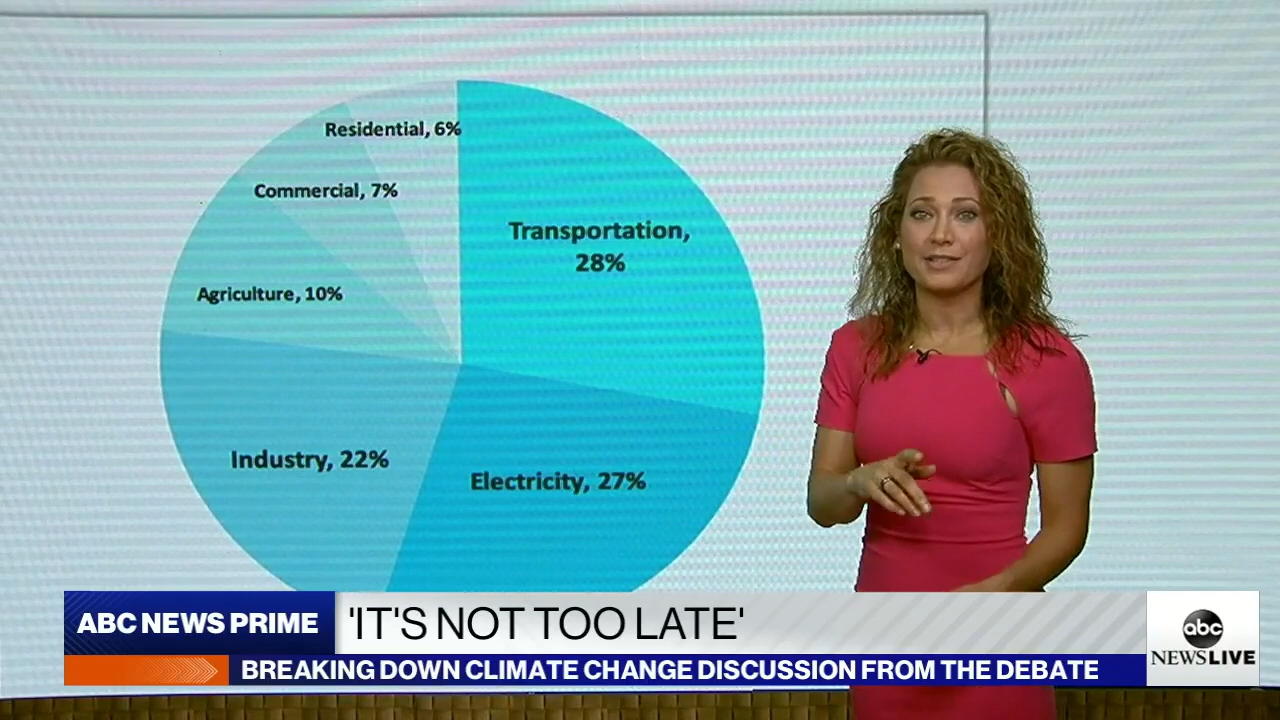 Residential, 6%
Commercial, 7%
Transportation,
28%
Agriculture, 10%
Industry, 22%
Electricity, 27%
ABC NEWS PRIME
'IT'S NOT TOO LATE'
BREAKING DOWN CLIMATE CHANGE DISCUSSION FROM THE DEBATE
abc
NEWSLIVE